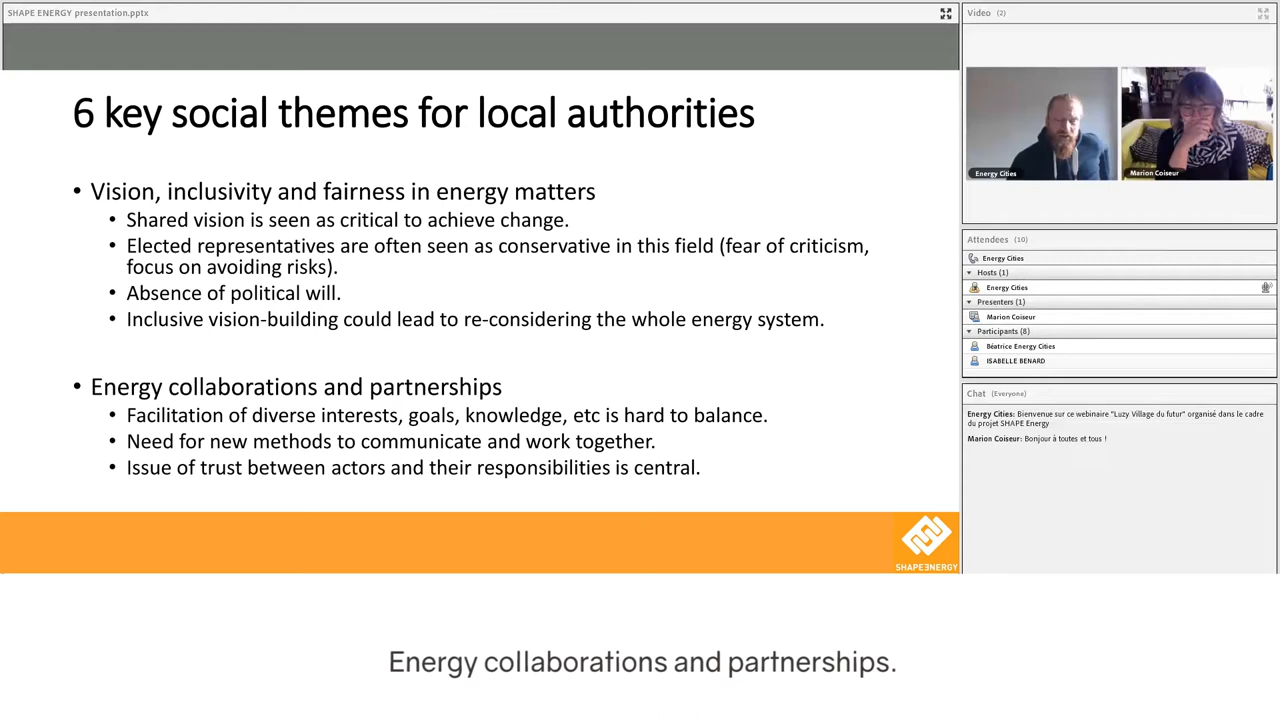 SHAPE ENERGY presentation.pptx
6 key social themes for local authorities
• Vision, inclusivity and fairness in energy matters
• Shared vision is seen as critical to achieve change.
• Elected representatives are often seen as conservative in this field (fear of criticism,
focus on avoiding risks).
• Absence of political will.
• Inclusive vision-building could lead to re-considering the whole energy system.
• Energy collaborations and partnerships
• Facilitation of diverse interests, goals, knowledge, etc is hard to balance.
• Need for new methods to communicate and work together.
• Issue of trust between actors and their responsibilities is central.
SHAPEƎNERGY
Video (2)
Energy Cities
Marion Coiseur
Attendees (10)
Energy Cities
Hosts (1)
Energy Cities
Presenters (1)
Marion Coiseur
Participants (8)
Béatrice Energy Cities
ISABELLE BENARD
Chat (Everyone)
Energy Cities: Bienvenue sur ce webinaire "Luzy Village du futur" organisé dans le cadre
du projet SHAPE Energy
Marion Coiseur: Bonjour à toutes et tous !
Energy collaborations and partnerships.